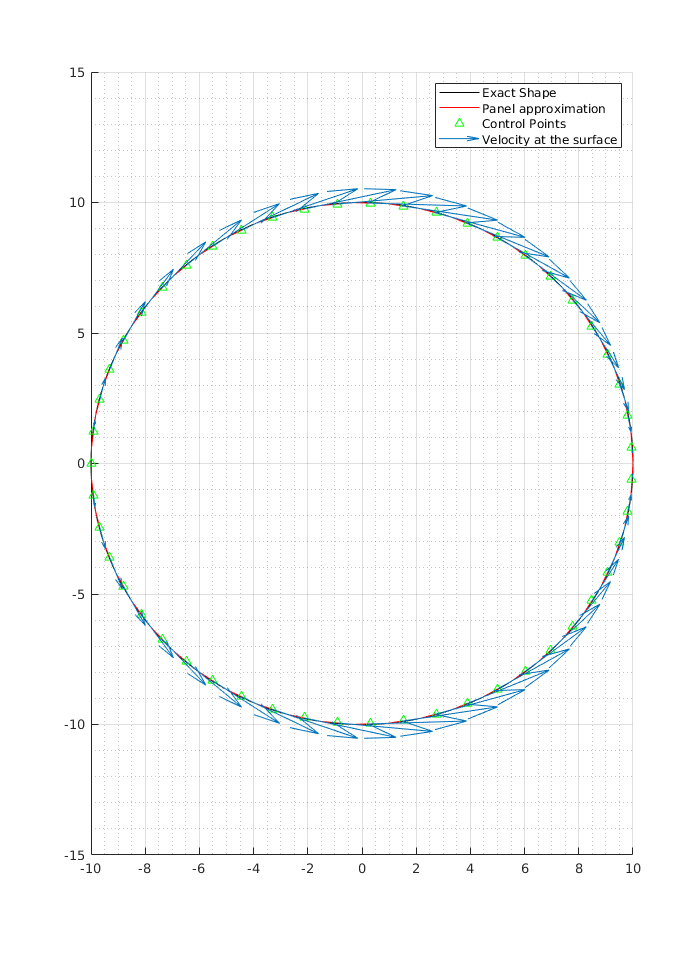 15
Exact Shape
Panel approximation
Control Points
Velocity at the surface
10
5
0
-5
-10
-15
-10 -8 -6 -4 -2 0 2 4 6 8 10